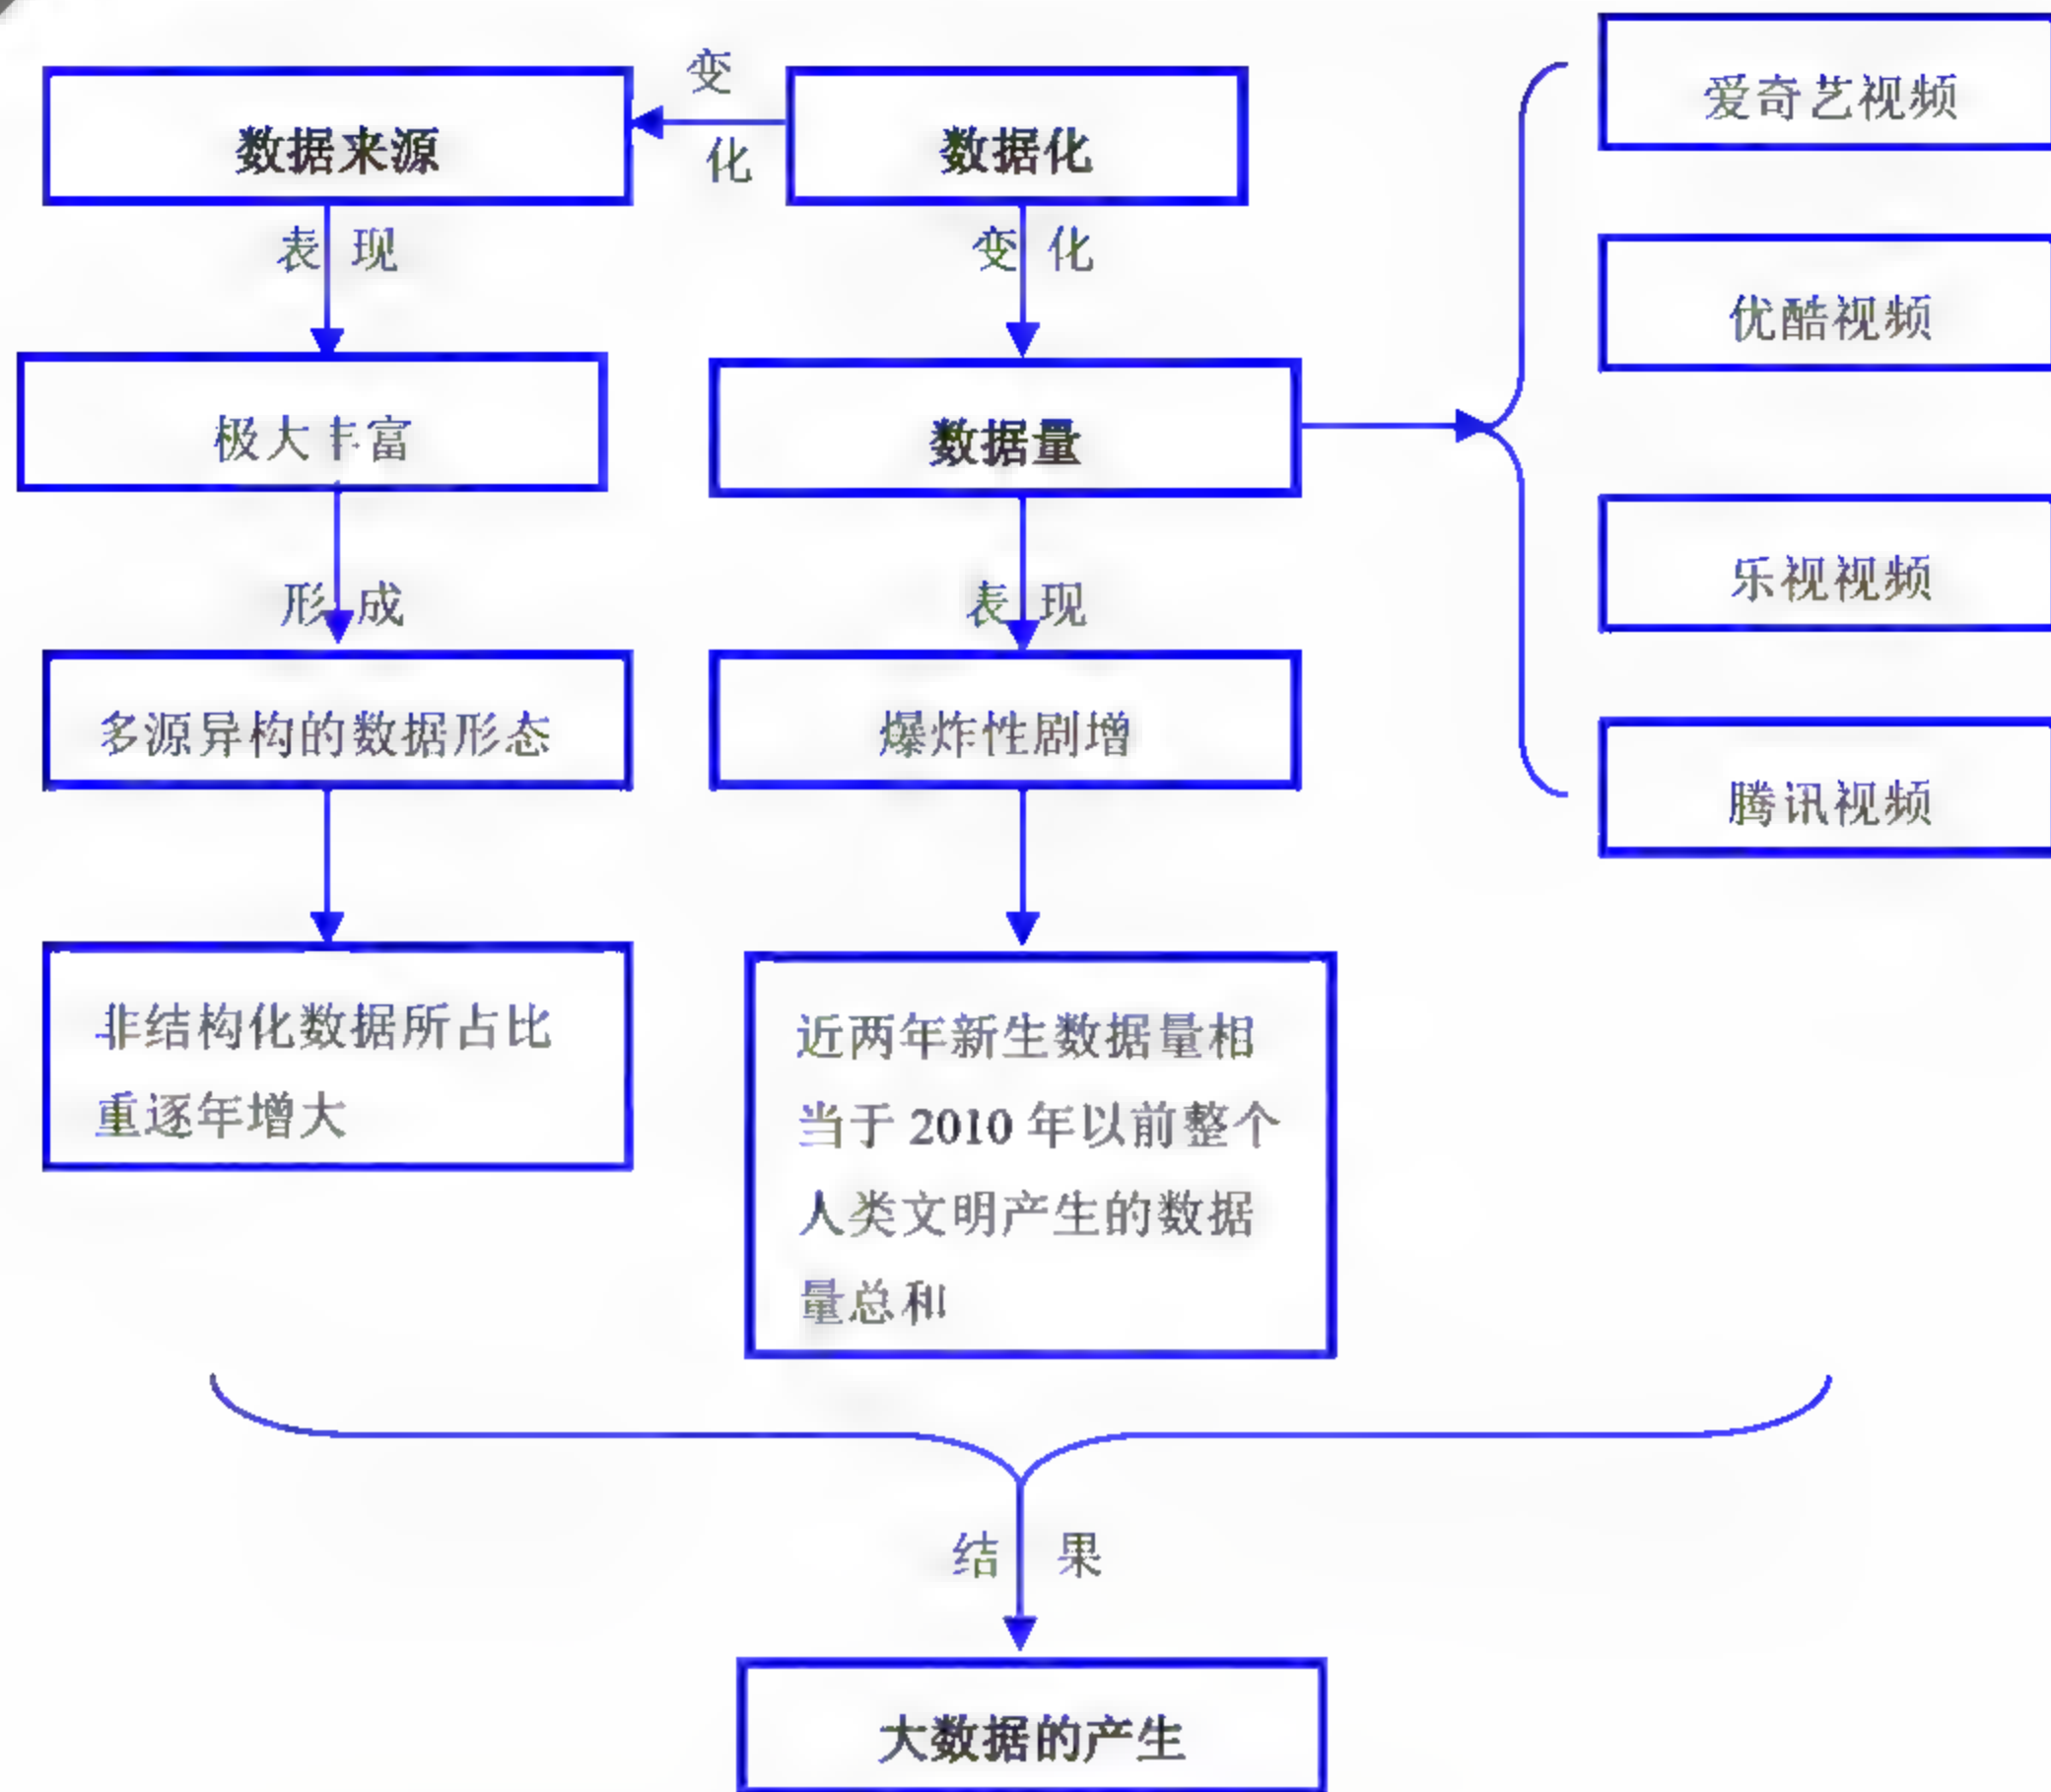 数据来源
变
化
数据化
爱奇艺视频
表 现
变 化
优酷视频
极大丰富
数据量
形 成
表 现
乐视视频
多源异构的数据形态
爆炸性剧增
腾讯视频
非结构化数据所占比
重逐年增大
近两年新生数据量相
当于 2010 年以前整个
人类文明产生的数据
量总和
结 果
大数据的产生